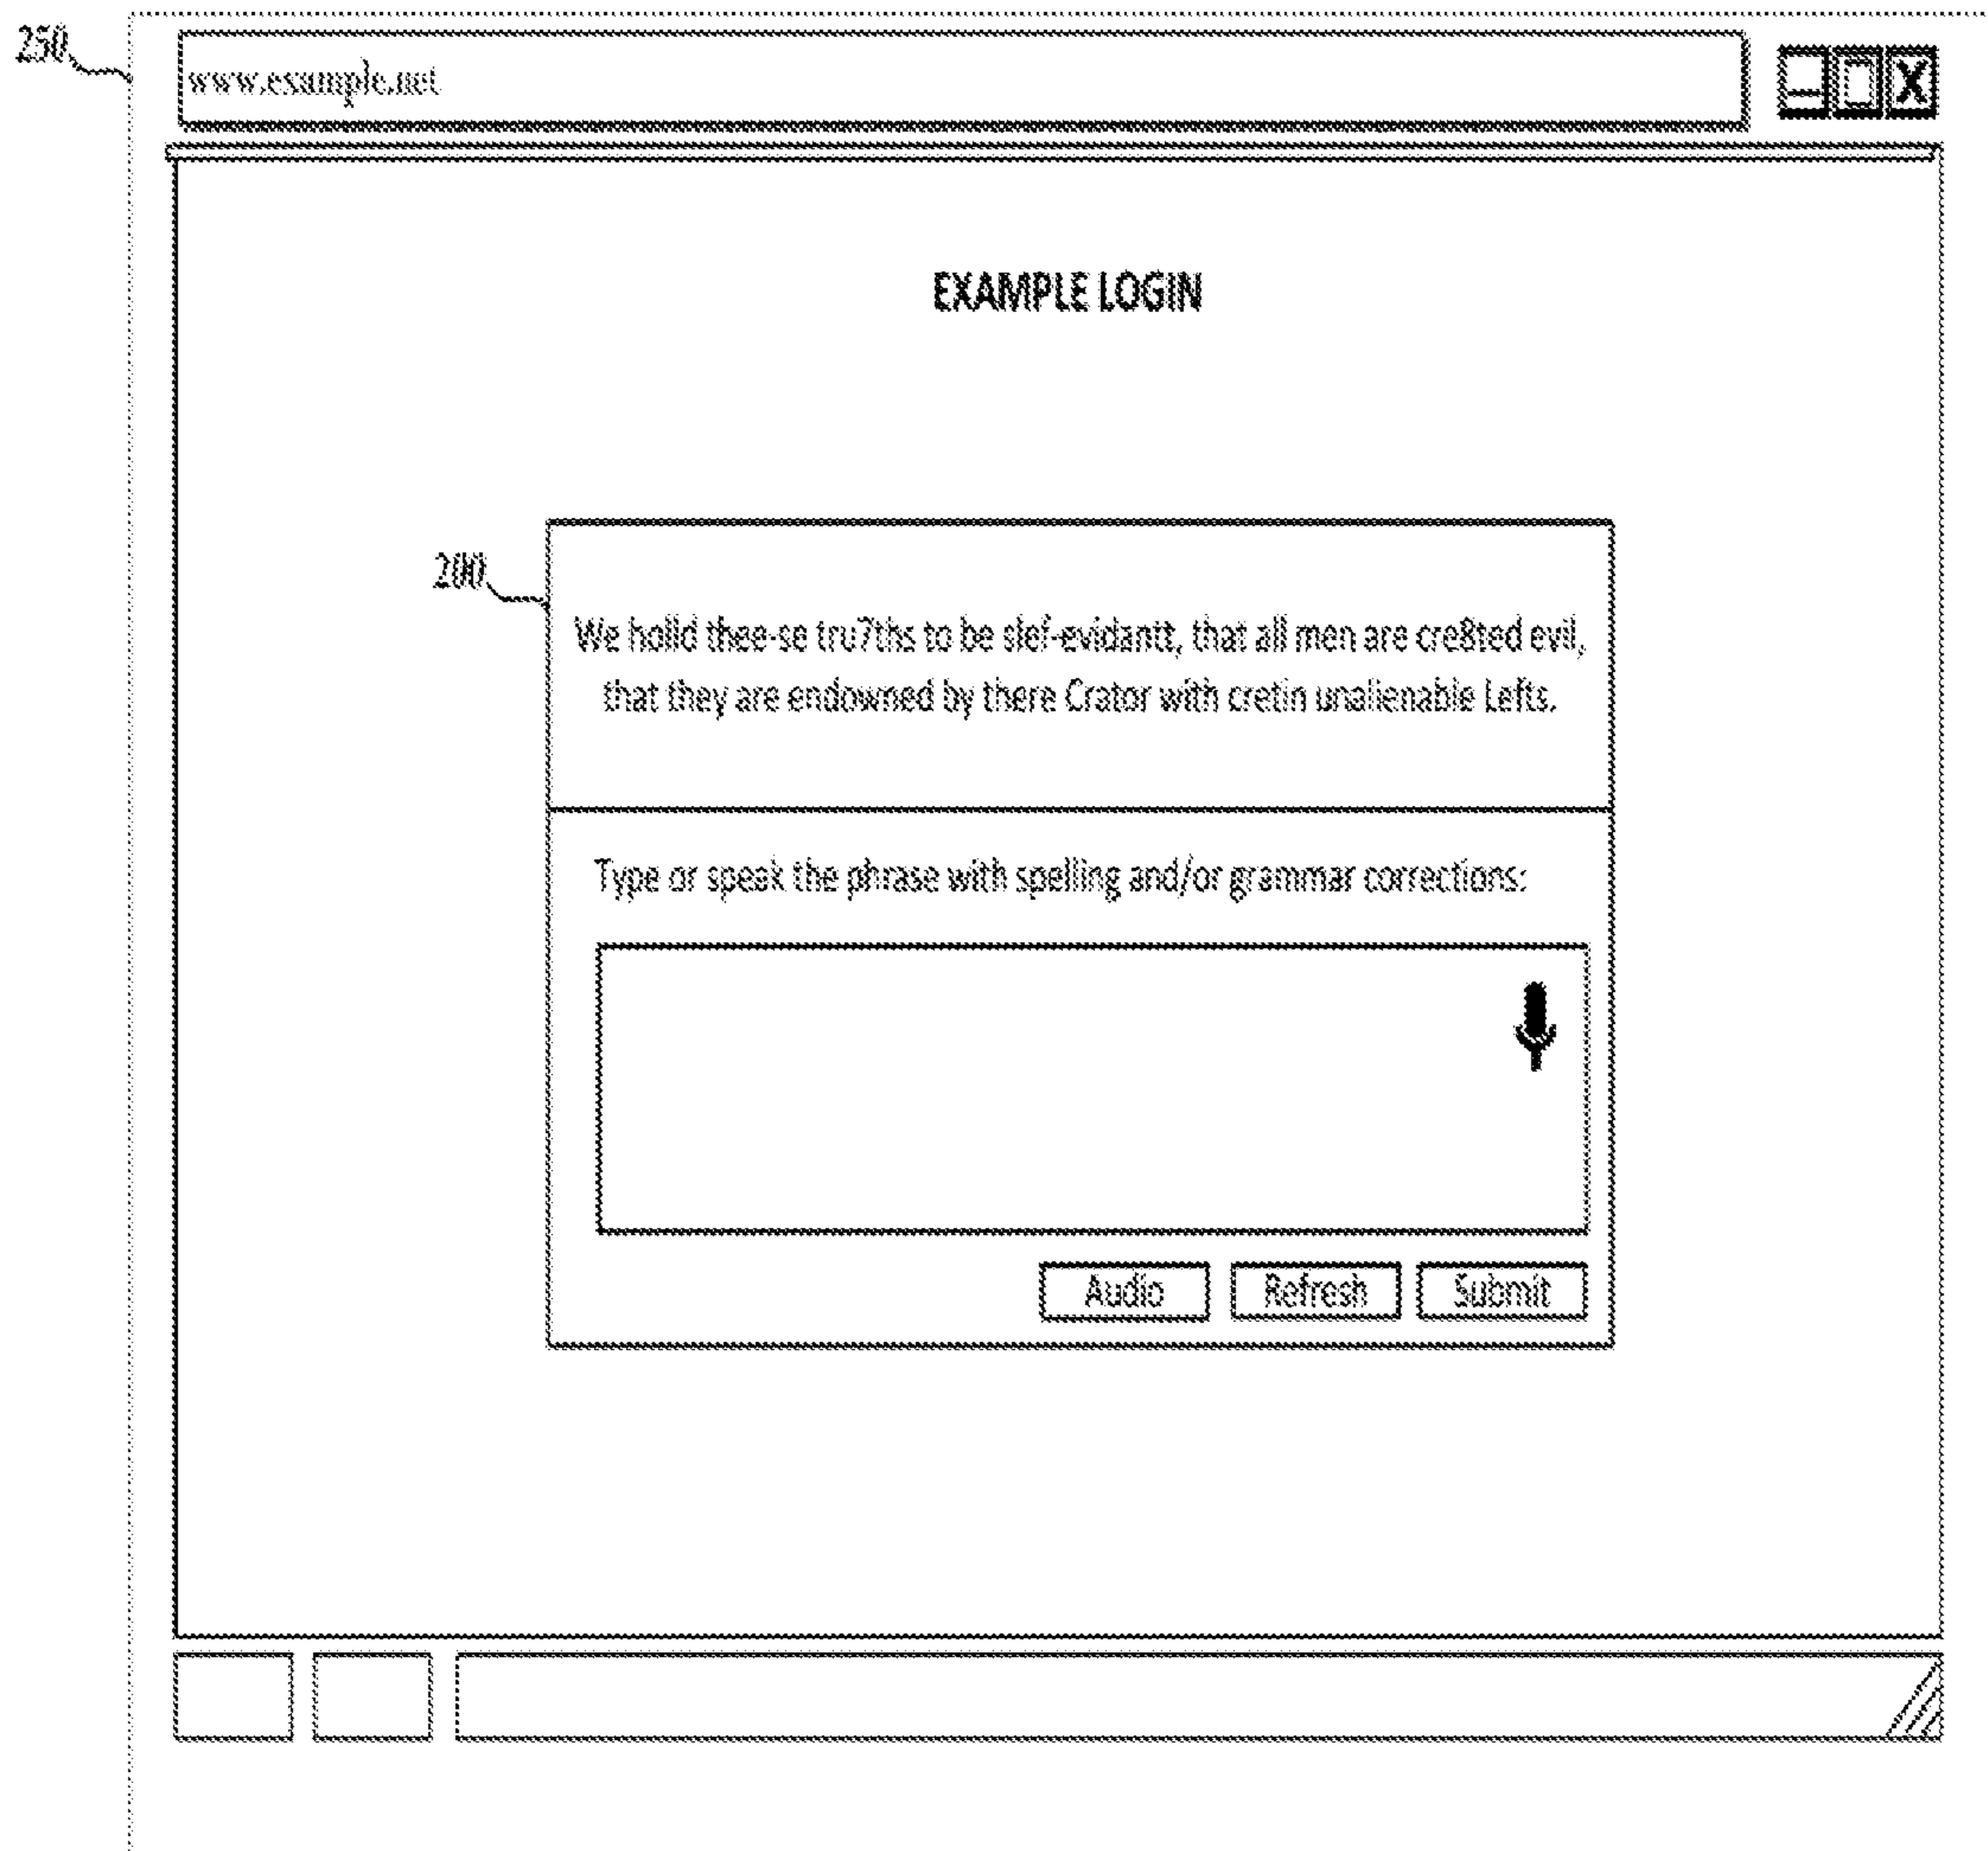 250
www.example.net
X
EXAMPLE LOGIN
200
We holld thee-se tru7ths to be slef-evidantt, that all men are cre8ted evil,
that they are endowned by there Crator with cretin unalienable Lefts.
Type or speak the phrase with spelling and/or grammar corrections:
Audio Refresh Submit